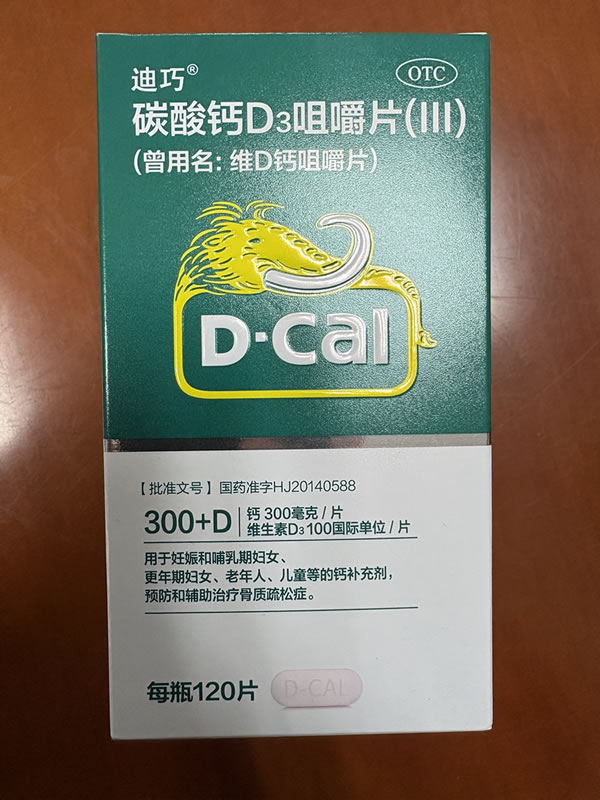 迪巧®
OTC
碳酸钙D3咀嚼片(III)
(曾用名: 维D钙咀嚼片)
D·Cal
【批准文号】国药准字HJ20140588
300+D
钙 300毫克 / 片
维生素D3 100国际单位 / 片
用于妊娠和哺乳期妇女、
更年期妇女、老年人、儿童等的钙补充剂，
预防和辅助治疗骨质疏松症。
每瓶120片
D-CAL